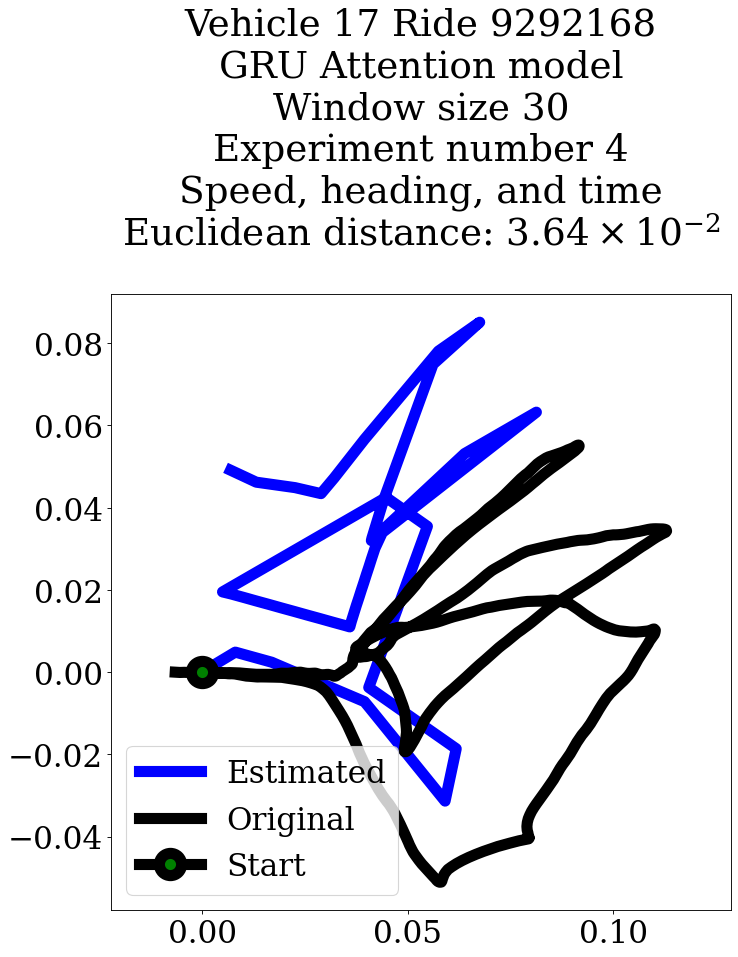 Vehicle 17 Ride 9292168
GRU Attention model
Window size 30
Experiment number 4
Speed, heading, and time
Euclidean distance: 3.64 × 10⁻²
0.08
0.06
0.04
0.02
0.00
−0.02
−0.04
Estimated
Original
Start
0.00 0.05 0.10